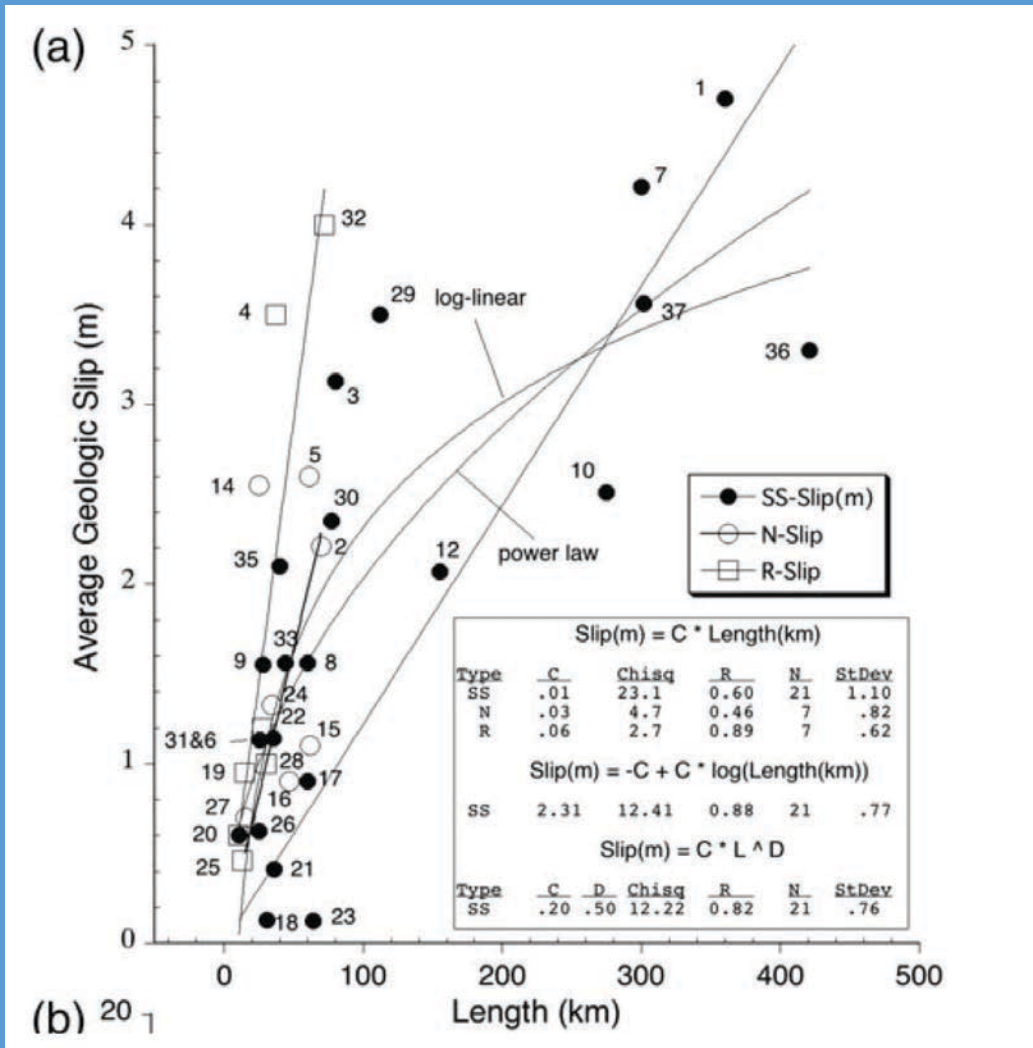 (a)
5
4
3
2
1
0
Average Geologic Slip (m)
1
7
32
4
29
log-linear
37
36
3
5
14
10
30
2
35
12
power law
SS-Slip(m)
N-Slip
R-Slip
33
9
8
24
22
15
31&6
19
28
17
27
16
20
26
25
21
18
23
Slip(m) = C * Length(km)
Type C Chisq R N StDev
SS .01 23.1 0.60 21 1.10
N .03 4.7 0.46 7 .82
R .06 2.7 0.89 7 .62
Slip(m) = -C + C * log(Length(km))
SS 2.31 12.41 0.88 21 .77
Slip(m) = C * L ^ D
Type C D Chisq R N StDev
SS .20 .50 12.22 0.82 21 .76
0 100 200 300 400 500
Length (km)
(b) 20